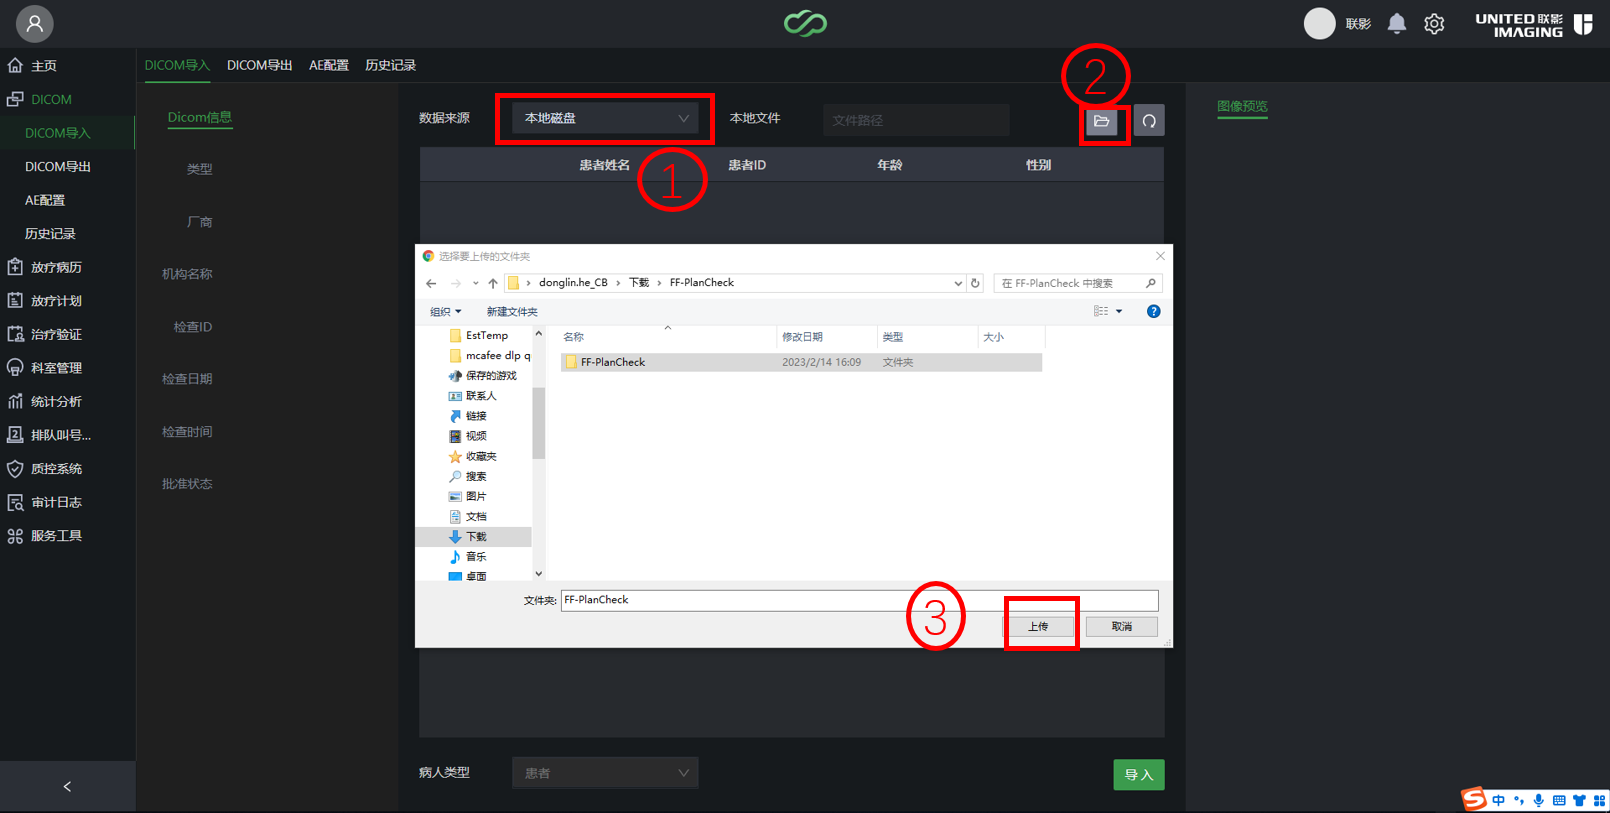 联影
UNITED 联影
IMAGING
主页
DICOM
DICOM导入
DICOM导出
AE配置
历史记录
放疗病历
放疗计划
治疗验证
科室管理
统计分析
排队叫号...
质控系统
审计日志
服务工具
DICOM导入 DICOM导出 AE配置 历史记录
Dicom信息
类型
厂商
机构名称
检查ID
检查日期
检查时间
批准状态
数据来源 本地磁盘 本地文件 文件路径
②
患者姓名 患者ID 年龄 性别
①
图像预览
选择要上传的文件夹
donglin.he_CB › 下载 › FF-PlanCheck
在 FF-PlanCheck 中搜索
组织 新建文件夹
EstTemp
mcafee dlp q
保存的游戏
联系人
链接
视频
收藏夹
搜索
图片
文档
下载
音乐
桌面
名称 修改日期 类型 大小
FF-PlanCheck 2023/2/14 16:09 文件夹
文件夹: FF-PlanCheck
③
上传 取消
病人类型 患者
导入
中